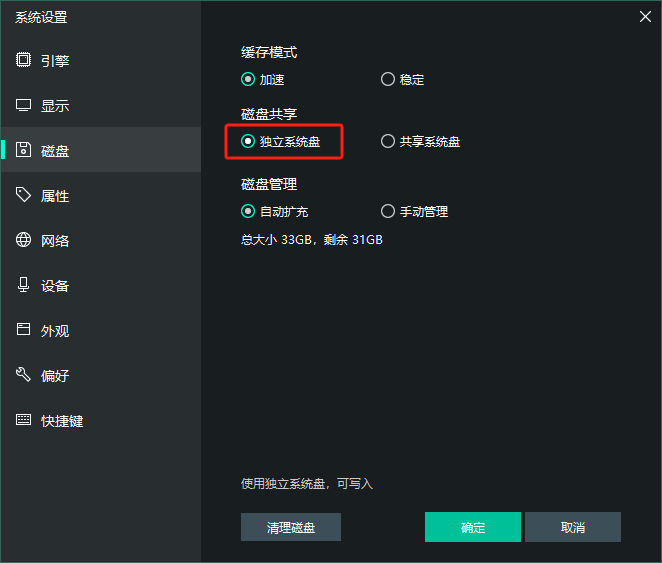 系统设置
引擎
显示
磁盘
属性
网络
设备
外观
偏好
快捷键
缓存模式
加速 稳定
磁盘共享
独立系统盘 共享系统盘
磁盘管理
自动扩充 手动管理
总大小 33GB，剩余 31GB
使用独立系统盘，可写入
清理磁盘 确定 取消